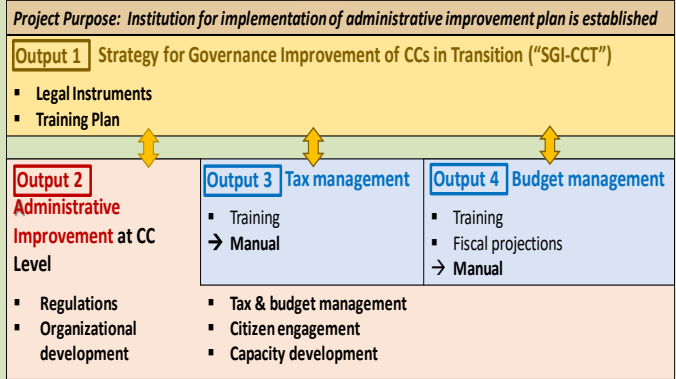 Project Purpose: Institution for implementation of administrative improvement plan is established
Output 1 Strategy for Governance Improvement of CCs in Transition (“SGI-CCT”)
▪ Legal Instruments
▪ Training Plan
Output 2
Administrative
Improvement at CC
Level
▪ Regulations
▪ Organizational
development
Output 3 Tax management
▪ Training
→ Manual
Output 4 Budget management
▪ Training
▪ Fiscal projections
→ Manual
▪ Tax & budget management
▪ Citizen engagement
▪ Capacity development